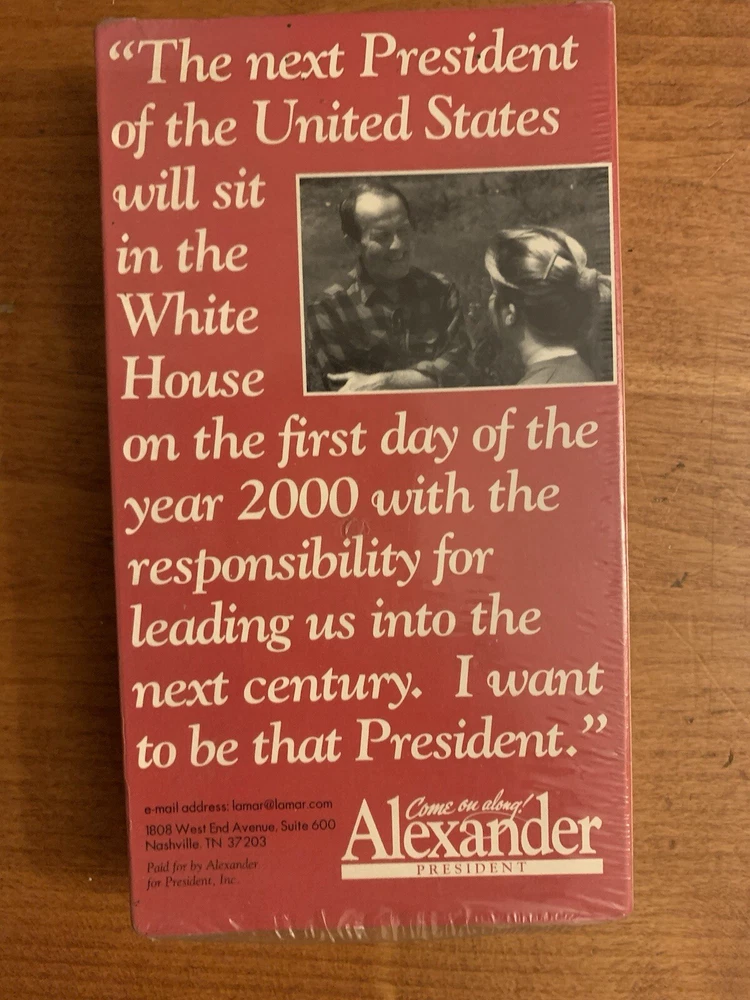 “The next President
of the United States
will sit
in the
White
House
on the first day of the
year 2000 with the
responsibility for
leading us into the
next century.  I want
to be that President.”
e-mail address: lamar@lamar.com
1808 West End Avenue, Suite 600
Nashville, TN 37203
Paid for by Alexander
for President, Inc.
Come on along!
Alexander
PRESIDENT